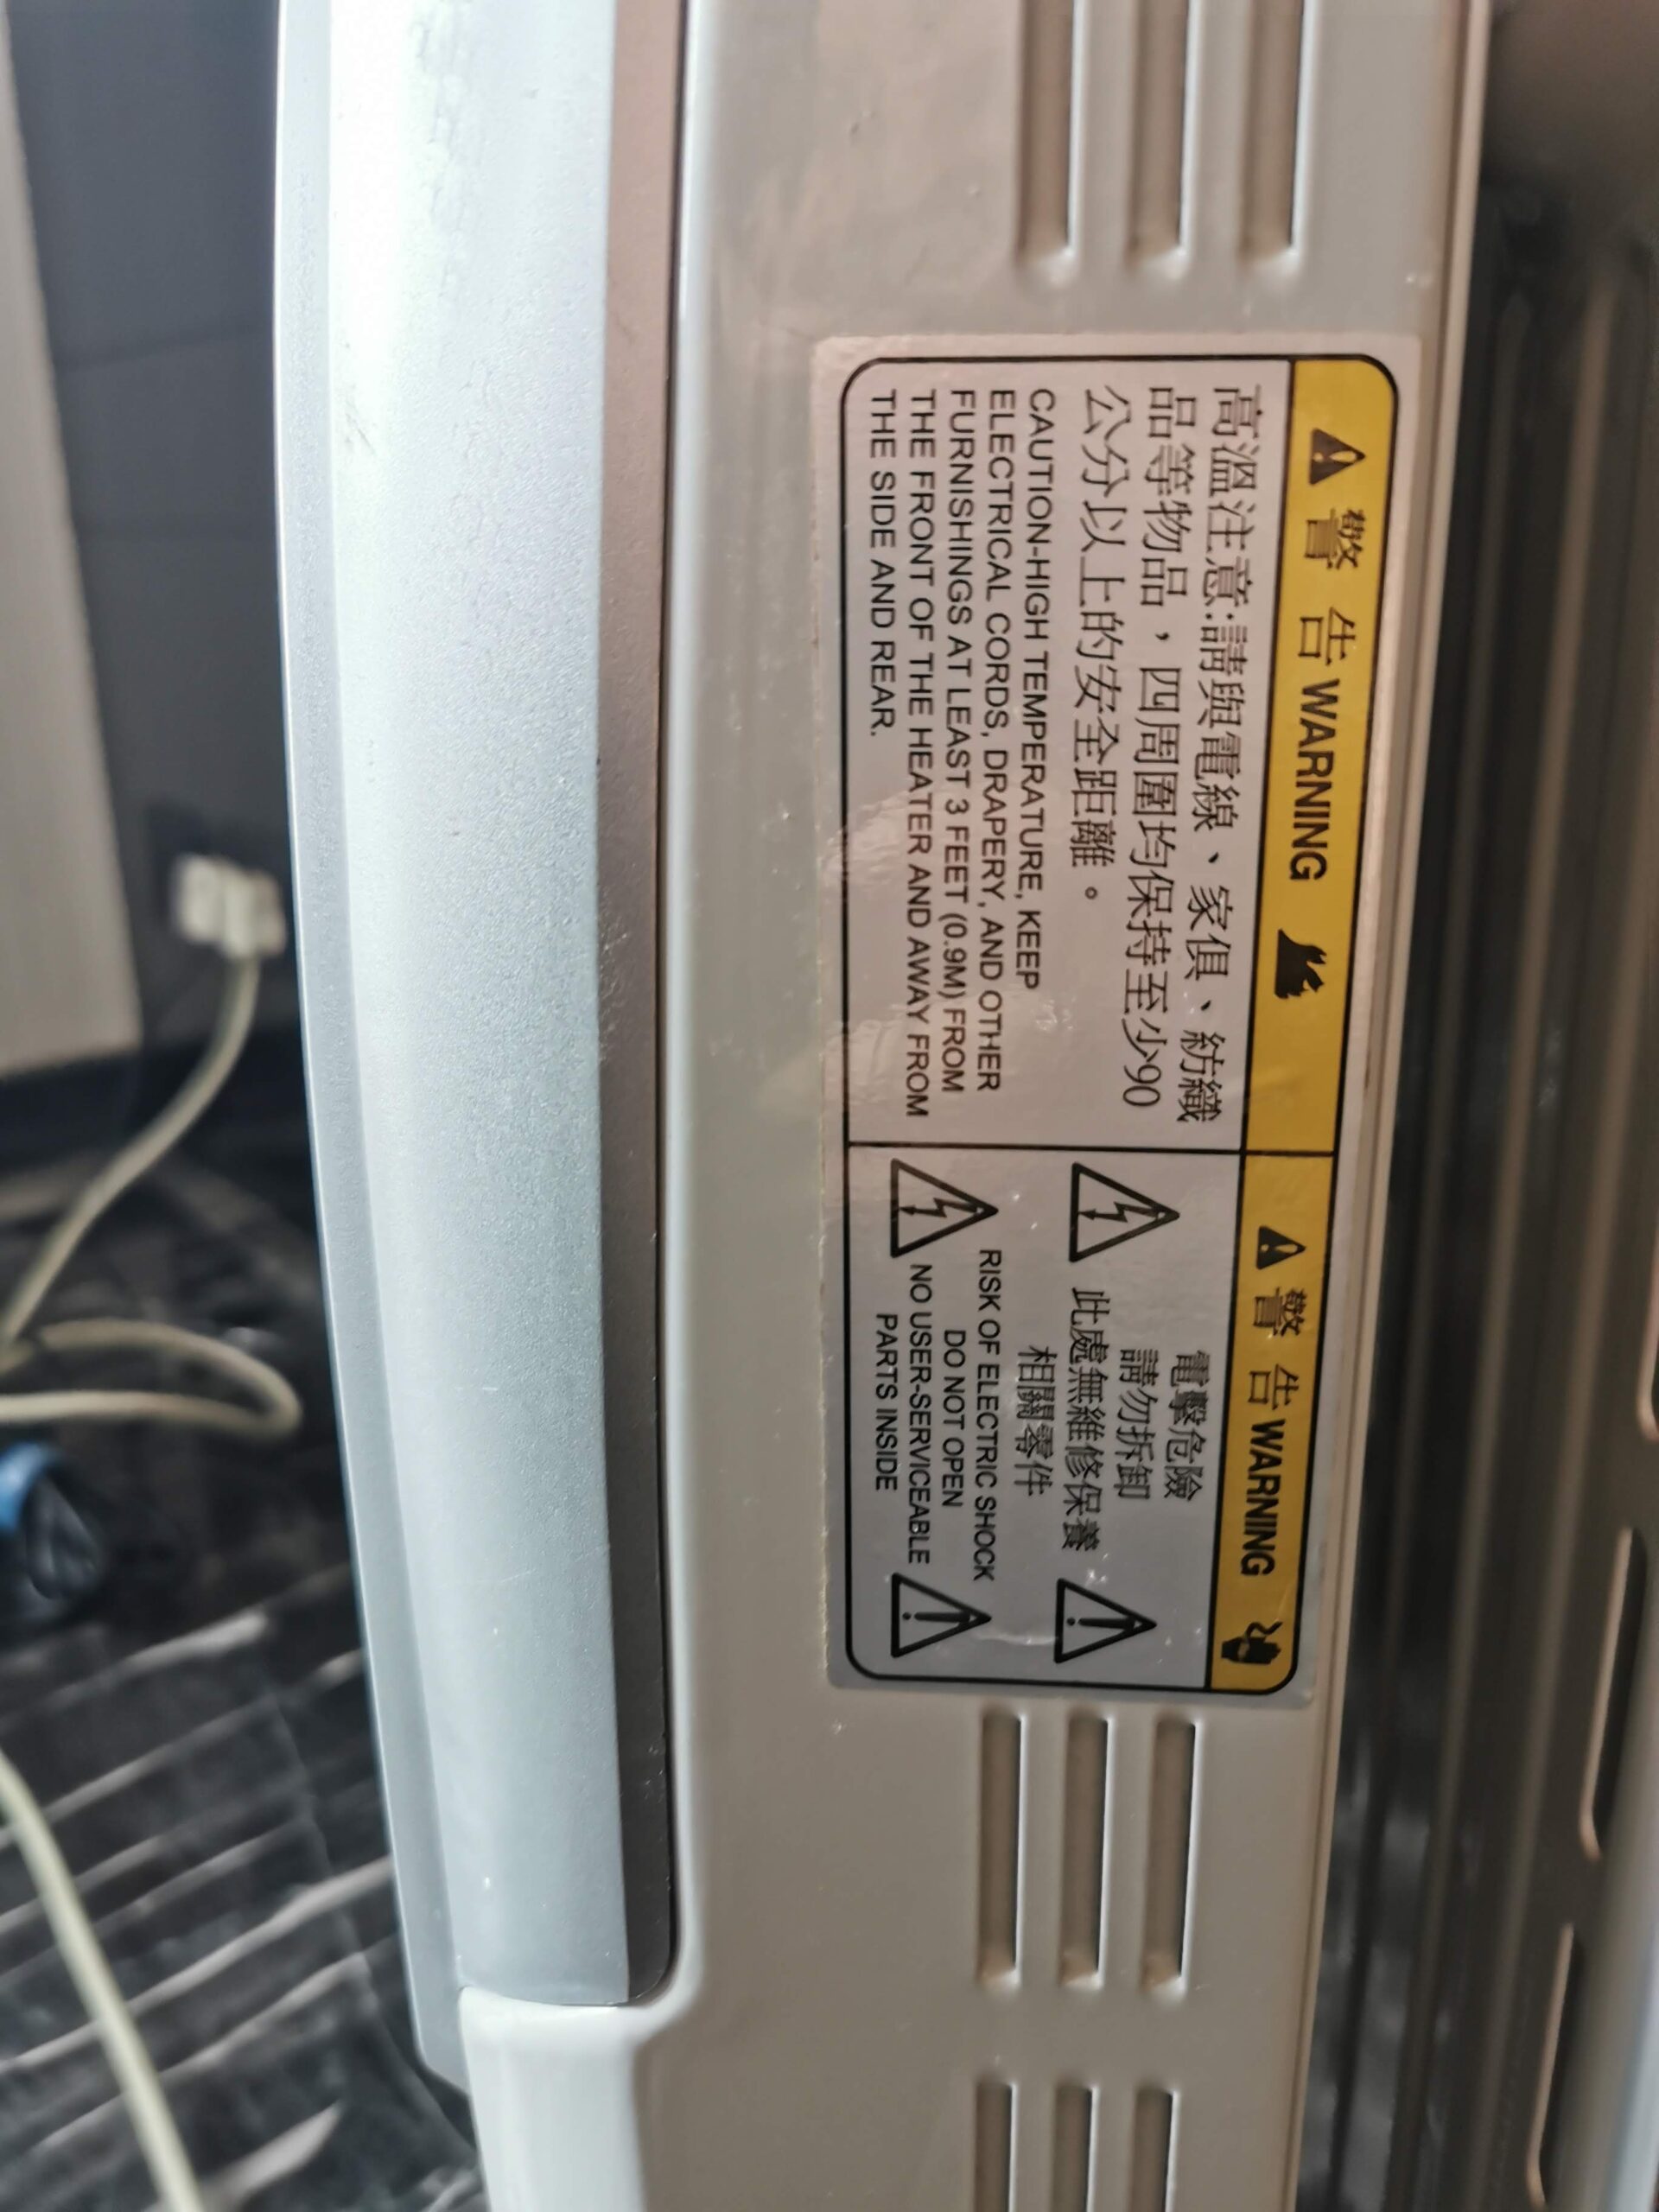 警告 WARNING
高溫注意:請與電線、家俱、紡織
品等物品，四周圍均保持至少90
公分以上的安全距離。
CAUTION-HIGH TEMPERATURE, KEEP
ELECTRICAL CORDS, DRAPERY, AND OTHER
FURNISHINGS AT LEAST 3 FEET (0.9M) FROM
THE FRONT OF THE HEATER AND AWAY FROM
THE SIDE AND REAR.
警告 WARNING
電擊危險
請勿拆卸
此處無維修保養
相關零件
RISK OF ELECTRIC SHOCK
DO NOT OPEN
NO USER-SERVICEABLE
PARTS INSIDE